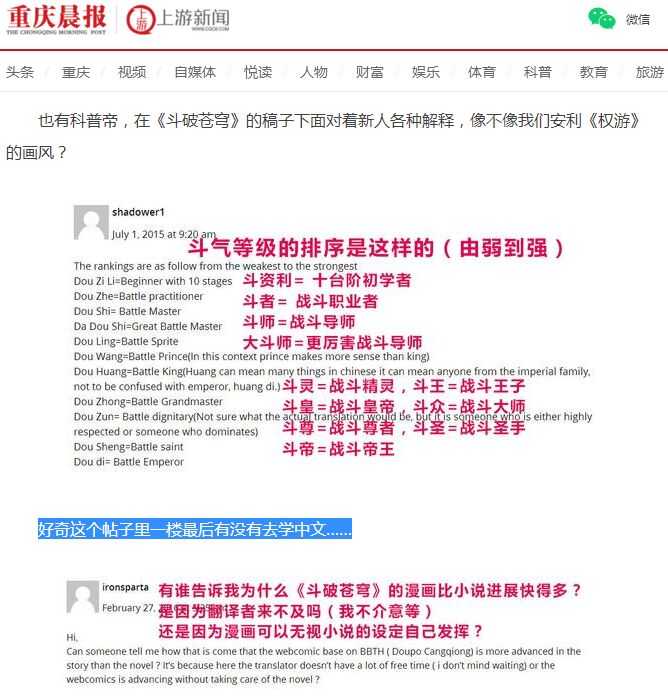 重庆晨报
THE CHONGQING MORNING POST
上游
上游新闻
WWW.CQCB.COM
微信
头条 / 重庆 / 视频 / 自媒体 / 悦读 / 人物 / 财富 / 娱乐 / 体育 / 科普 / 教育 / 旅游
也有科普帝，在《斗破苍穹》的稿子下面对着新人各种解释，像不像我们安利《权游》
的画风？
shadower1
July 1, 2015 at 9:20 am
斗气等级的排序是这样的（由弱到强）
The rankings are as follow from the weakest to the strongest
Dou Zi Li=Beginner with 10 stages
斗资利= 十台阶初学者
Dou Zhe=Battle practitioner
斗者= 战斗职业者
Dou Shi= Battle Master
斗师=战斗导师
Da Dou Shi=Great Battle Master
大斗师=更厉害战斗导师
Dou Ling=Battle Sprite
Dou Wang=Battle Prince(In this context prince makes more sense than king)
Dou Huang=Battle King(Huang can mean many things in chinese it can mean anyone from the imperial family,
not to be confused with emperor, huang di.)
斗灵=战斗精灵，斗王=战斗王子
Dou Zhong=Battle Grandmaster
斗皇=战斗皇帝，斗众=战斗大师
Dou Zun= Battle dignitary(Not sure what the actual translation would be, but it is someone who is either highly
respected or someone who dominates)
斗尊=战斗尊者，斗圣=战斗圣手
Dou Sheng=Battle saint
斗帝=战斗帝王
Dou di= Battle Emperor
好奇这个帖子里一楼最后有没有去学中文……
ironsparta
February 27,
有谁告诉我为什么《斗破苍穹》的漫画比小说进展快得多？
是因为翻译者来不及吗（我不介意等）
还是因为漫画可以无视小说的设定自己发挥？
Hi,
Can someone tell me how that is come that the webcomic base on BBTH ( Doupo Cangqiong) is more advanced in the
story than the novel ? It's because here the translator doesn't have a lot of free time ( i don't mind waiting) or the
webcomics is advancing without taking care of the novel ?